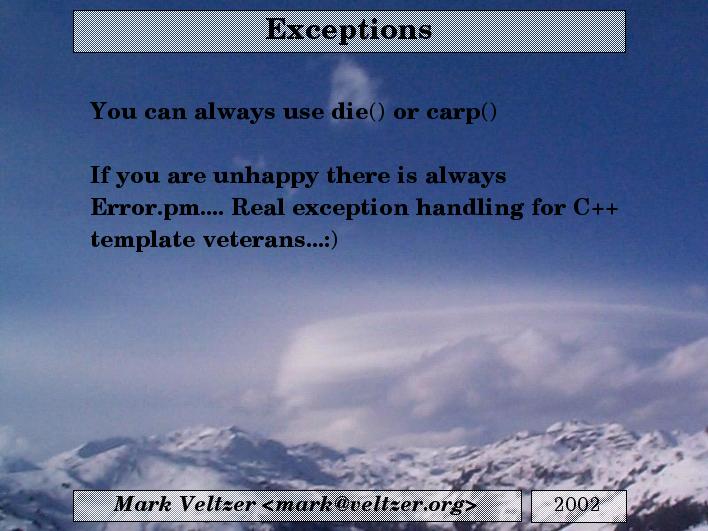 Exceptions
You can always use die() or carp()
If you are unhappy there is always
Error.pm.... Real exception handling for C++
template veterans...:)
Mark Veltzer <mark@veltzer.org>
2002